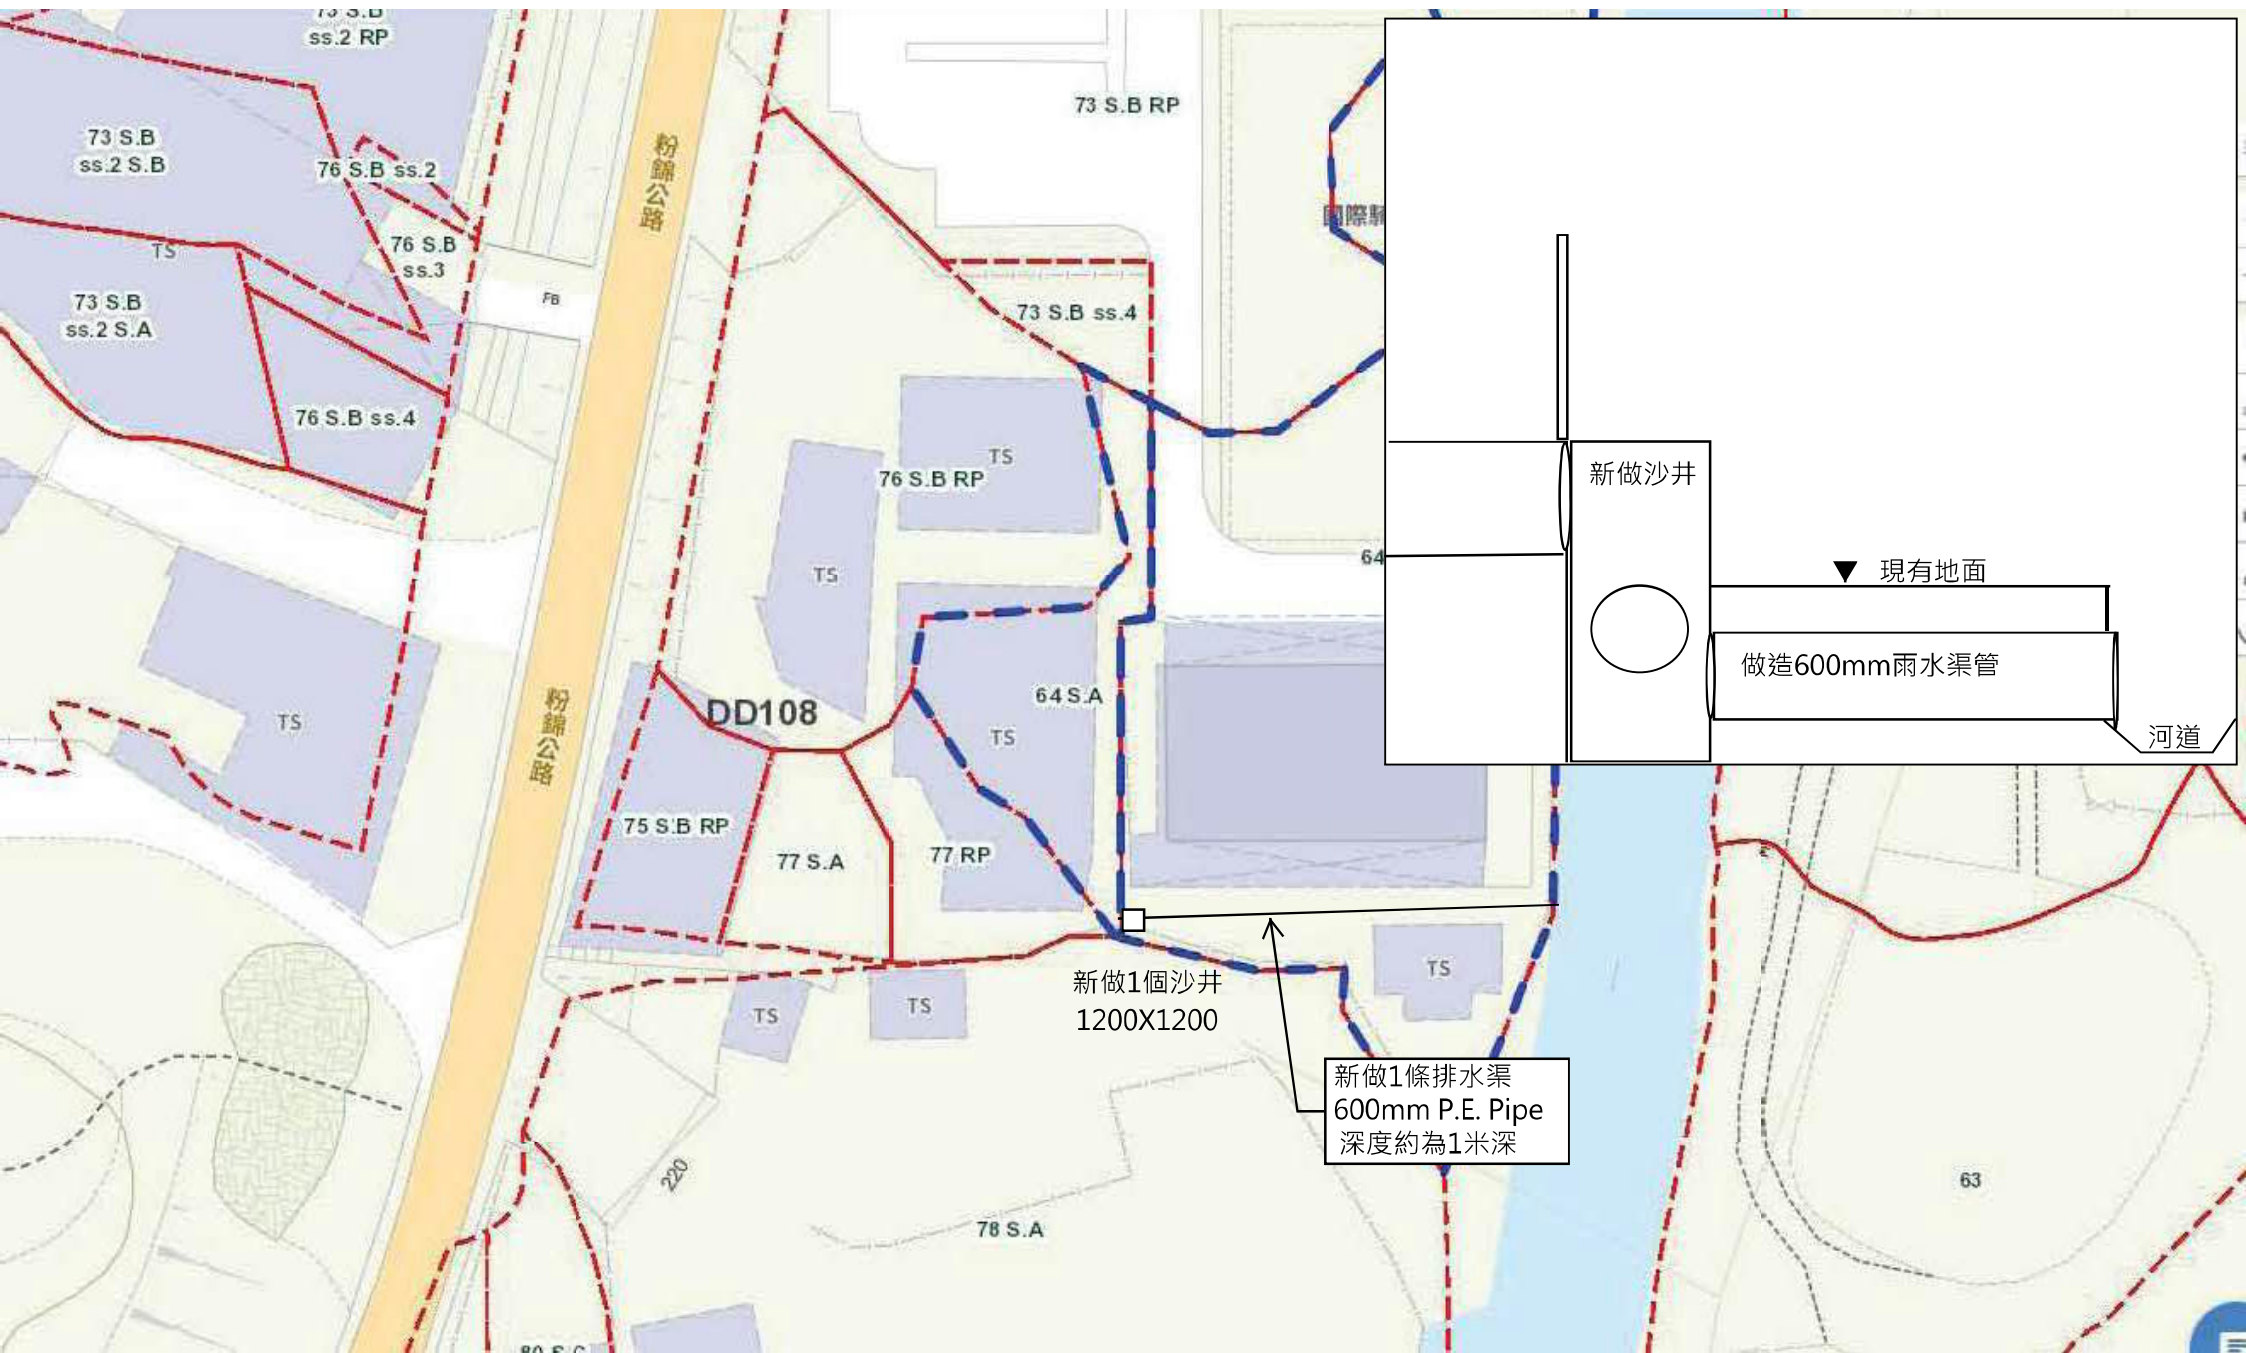 73 S.B
ss.2 RP
73 S.B
ss.2 S.B
76 S.B ss.2
76 S.B
ss.3
TS
73 S.B
ss.2 S.A
76 S.B ss.4
FB
粉錦公路
73 S.B RP
國際
73 S.B ss.4
TS
76 S.B RP
TS
64
新做沙井
現有地面
做造600mm雨水渠管
河道
TS
粉錦公路
DD108
64 S.A
TS
75 S.B RP
77 S.A
77 RP
新做1個沙井
1200X1200
TS
TS
TS
新做1條排水渠
600mm P.E. Pipe
深度約為1米深
220
78 S.A
63
80 S.C